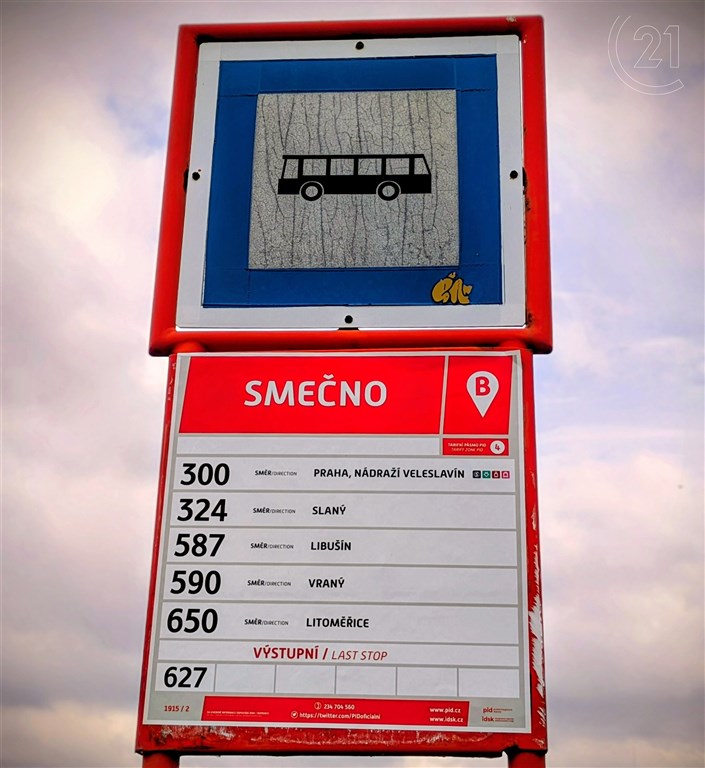 21
SMEČNO
B
TARIFNÍ PÁSMO PID
TARIFF ZONE PID
4
300 SMĚR/DIRECTION PRAHA, NÁDRAŽÍ VELESLAVÍN
324 SMĚR/DIRECTION SLANÝ
587 SMĚR/DIRECTION LIBUŠÍN
590 SMĚR/DIRECTION VRANÝ
650 SMĚR/DIRECTION LITOMĚŘICE
VÝSTUPNÍ / LAST STOP
627
1915 / 2
234 704 560
https://twitter.com/PIDoficialni
www.pid.cz
www.idsk.cz
pid
idsk